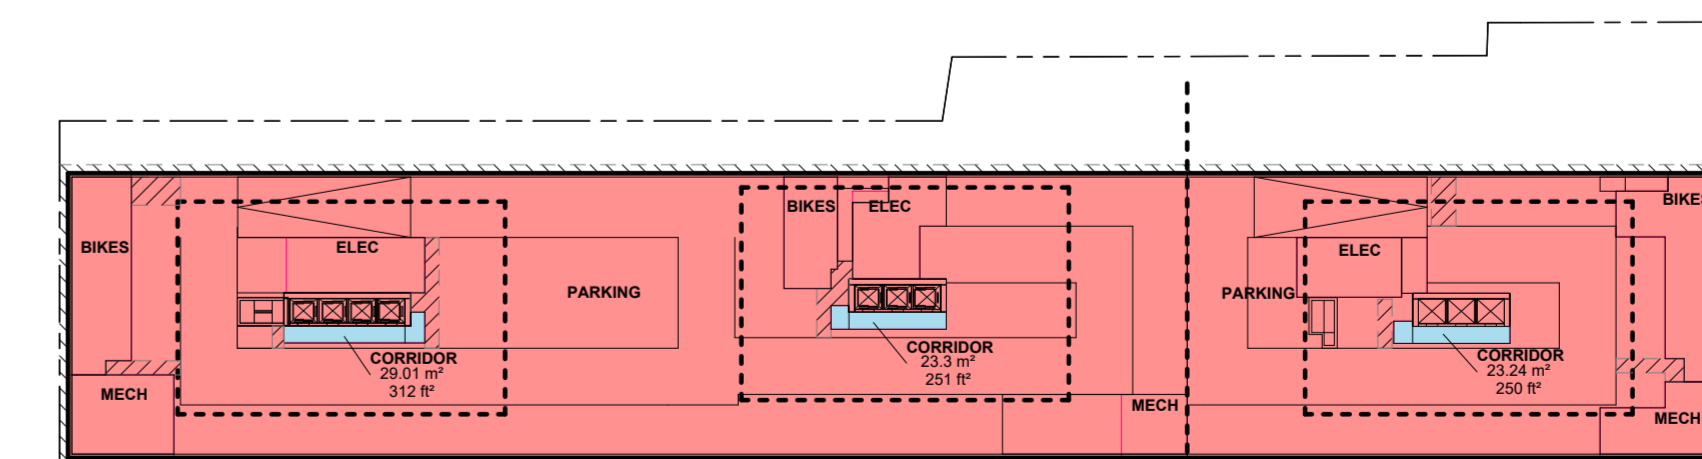 BIKES
ELEC
PARKING
CORRIDOR
29.01 m²
312 ft²
MECH
BIKES
ELEC
CORRIDOR
23.3 m²
251 ft²
MECH
PARKING
ELEC
CORRIDOR
23.24 m²
250 ft²
BIKES
MECH